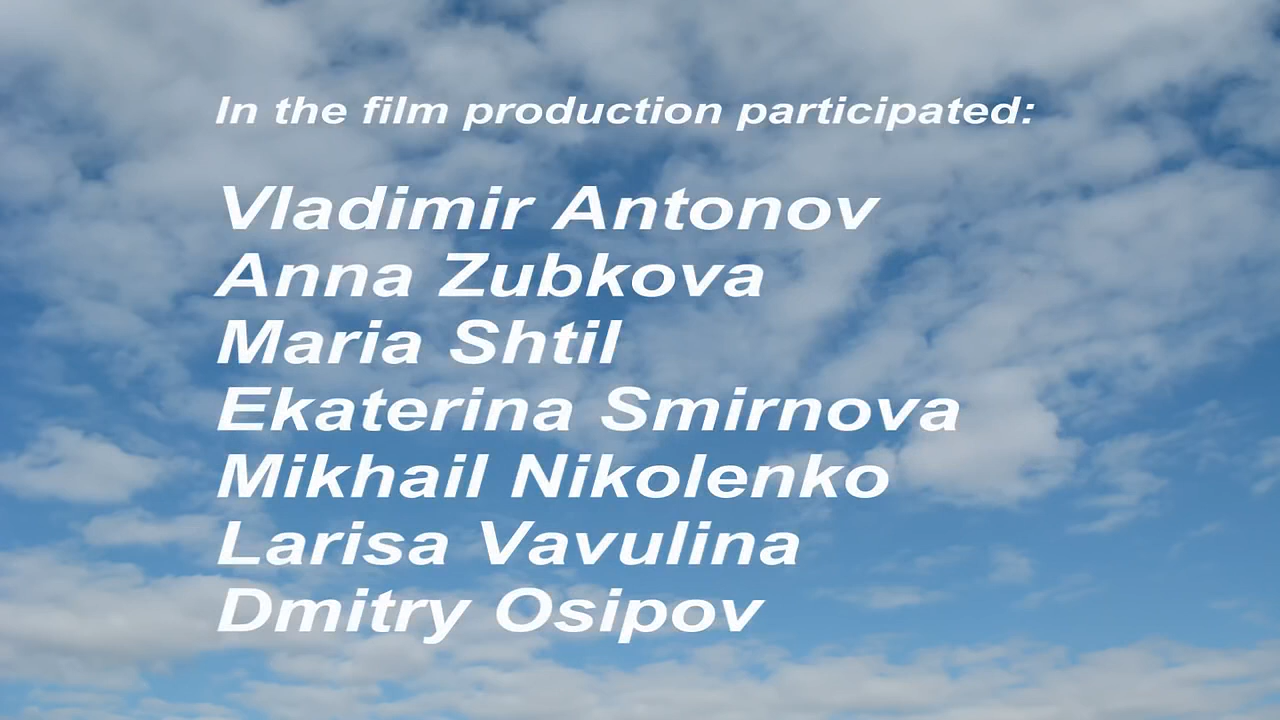 In the film production participated:
Vladimir Antonov
Anna Zubkova
Maria Shtil
Ekaterina Smirnova
Mikhail Nikolenko
Larisa Vavulina
Dmitry Osipov